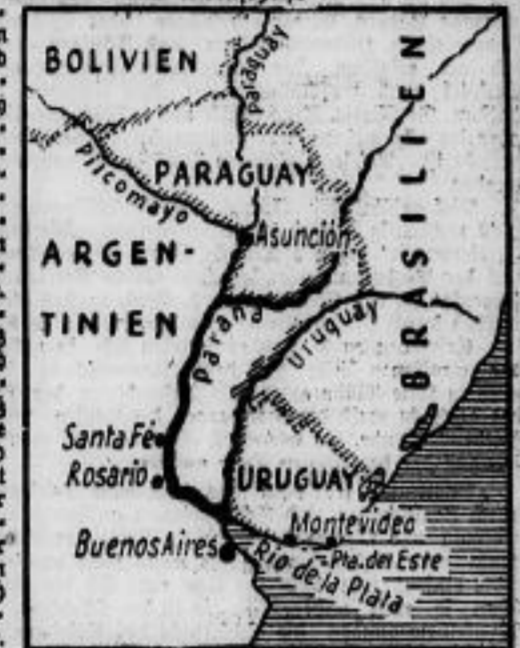 BOLIVIEN
Paraguay
BRASILIEN
Pilcomayo
PARAGUAY
Asunción
ARGEN-
TINIEN
Paraná
Uruguay
Santa Fé
Rosario
URUGUAY
Montevideo
Buenos Aires
Pta. del Este
Rio de la Plata